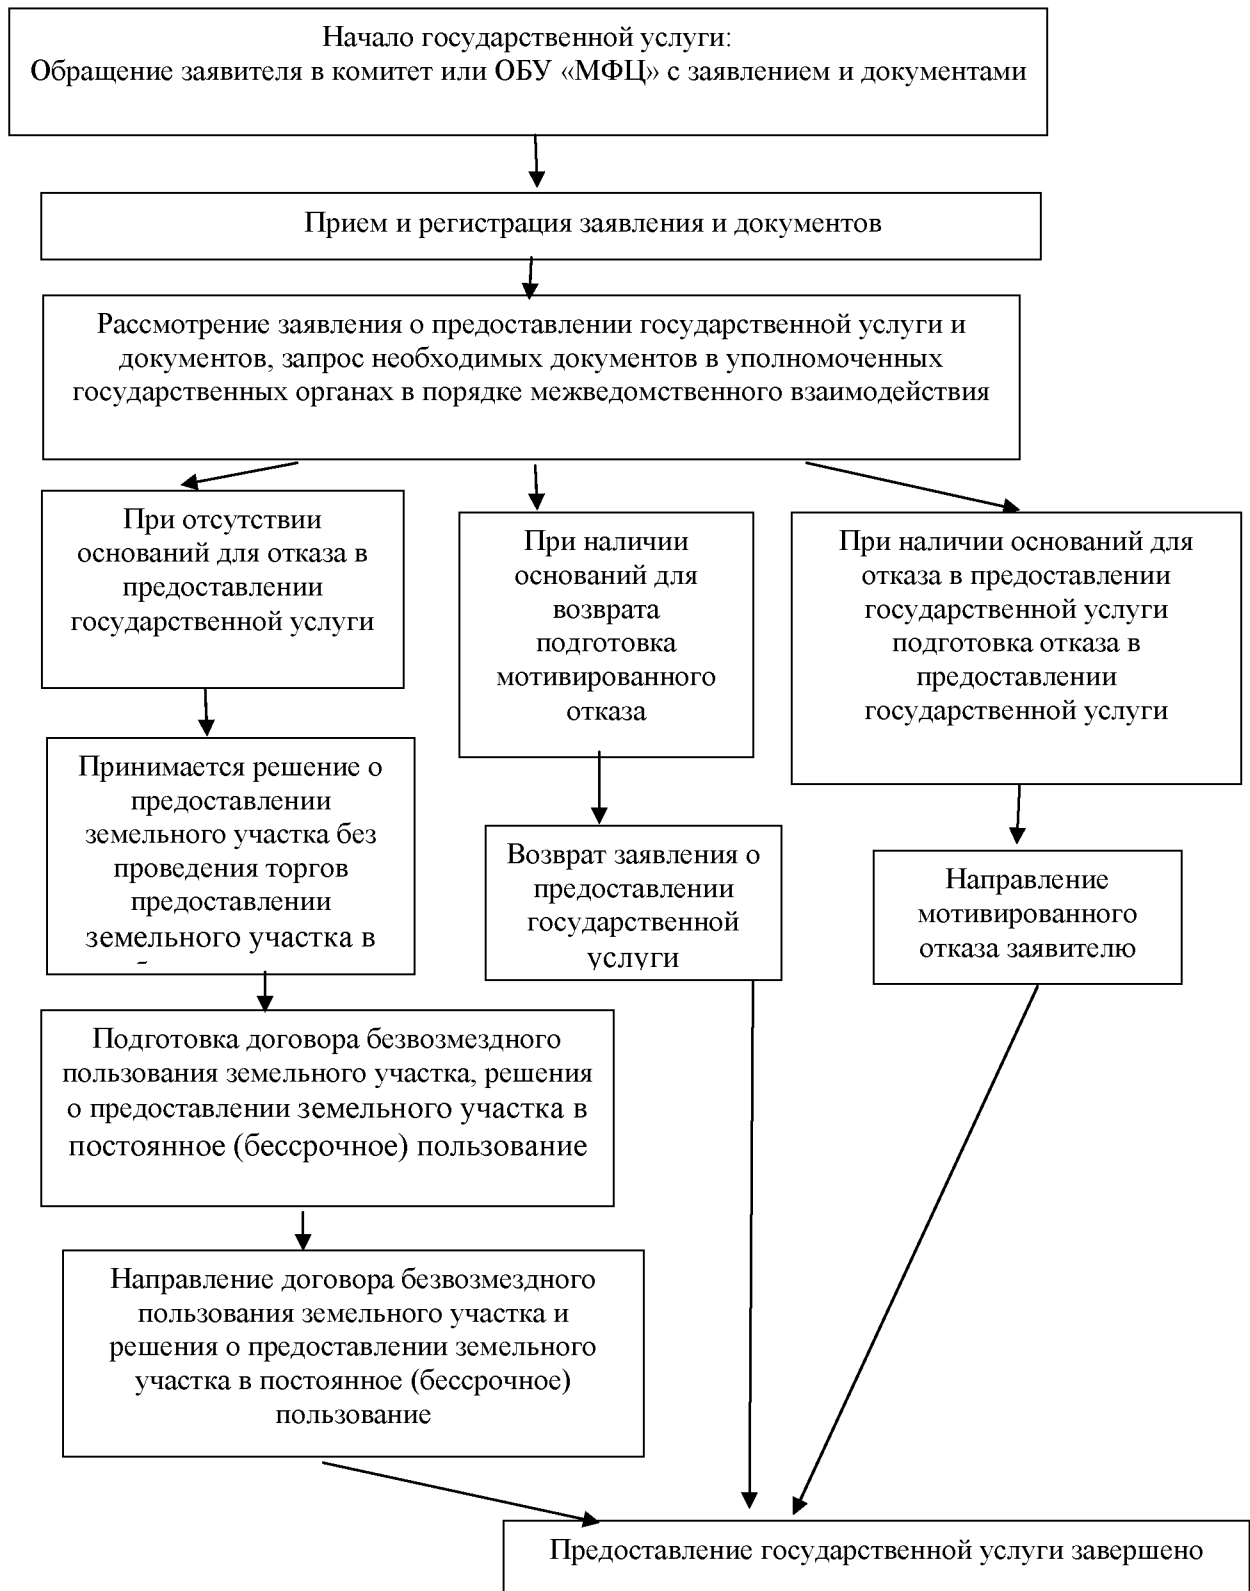 Начало государственной услуги:
Обращение заявителя в комитет или ОБУ «МФЦ» с заявлением и документами
Прием и регистрация заявления и документов
Рассмотрение заявления о предоставлении государственной услуги и
документов, запрос необходимых документов в уполномоченных
государственных органах в порядке межведомственного взаимодействия
При отсутствии
оснований для отказа в
предоставлении
государственной услуги
При наличии
оснований для
возврата
подготовка
мотивированного
отказа
При наличии оснований для
отказа в предоставлении
государственной услуги
подготовка отказа в
предоставлении
государственной услуги
Принимается решение о
предоставлении
земельного участка без
проведения торгов
предоставлении
земельного участка в
Возврат заявления о
предоставлении
государственной
услуги
Направление
мотивированного
отказа заявителю
Подготовка договора безвозмездного
пользования земельного участка, решения
о предоставлении земельного участка в
постоянное (бессрочное) пользование
Направление договора безвозмездного
пользования земельного участка и
решения о предоставлении земельного
участка в постоянное (бессрочное)
пользование
Предоставление государственной услуги завершено